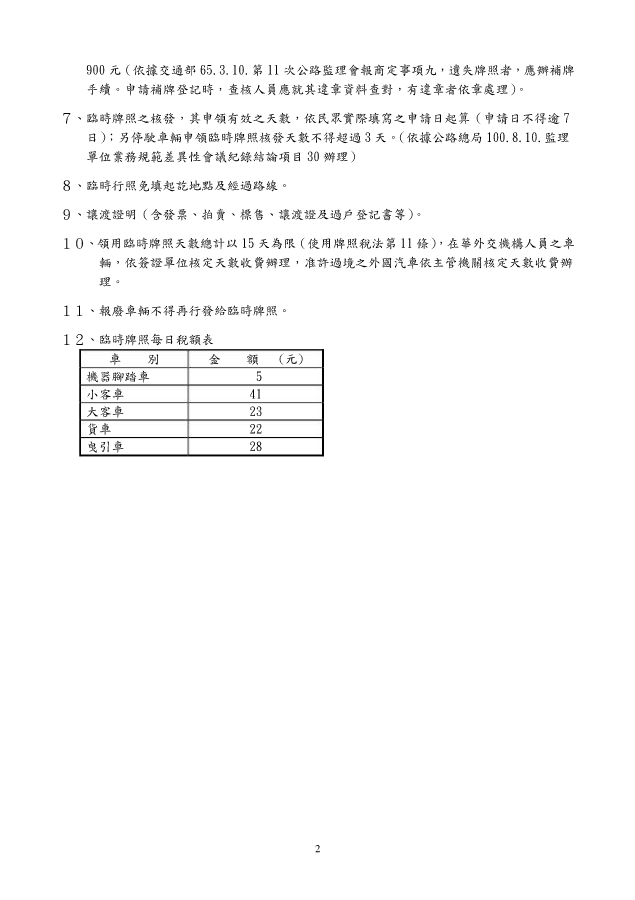 900 元(依據交通部 65.3.10.第 11 次公路監理會報商定事項九,遺失牌照者,應辦補牌
手續。申請補牌登記時,查核人員應就其違章資料查對,有違章者依章處理)。
7、臨時牌照之核發,其申領有效之天數,依民眾實際填寫之申請日起算(申請日不得逾 7
日);另停駛車輛申領臨時牌照核發天數不得超過 3 天。(依據公路總局 100.8.10.監理
單位業務規範差異性會議紀錄結論項目 30 辦理)
8、臨時行照免填起訖地點及經過路線。
9、讓渡證明(含發票、拍賣、標售、讓渡證及過戶登記書等)。
10、領用臨時牌照天數總計以 15 天為限(使用牌照稅法第 11 條),在華外交機構人員之車
輛,依簽證單位核定天數收費辦理,准許過境之外國汽車依主管機關核定天數收費辦
理。
11、報廢車輛不得再行發給臨時牌照。
12、臨時牌照每日稅額表
車 別 金 額 (元)
機器腳踏車 5
小客車 41
大客車 23
貨車 22
曳引車 28
2